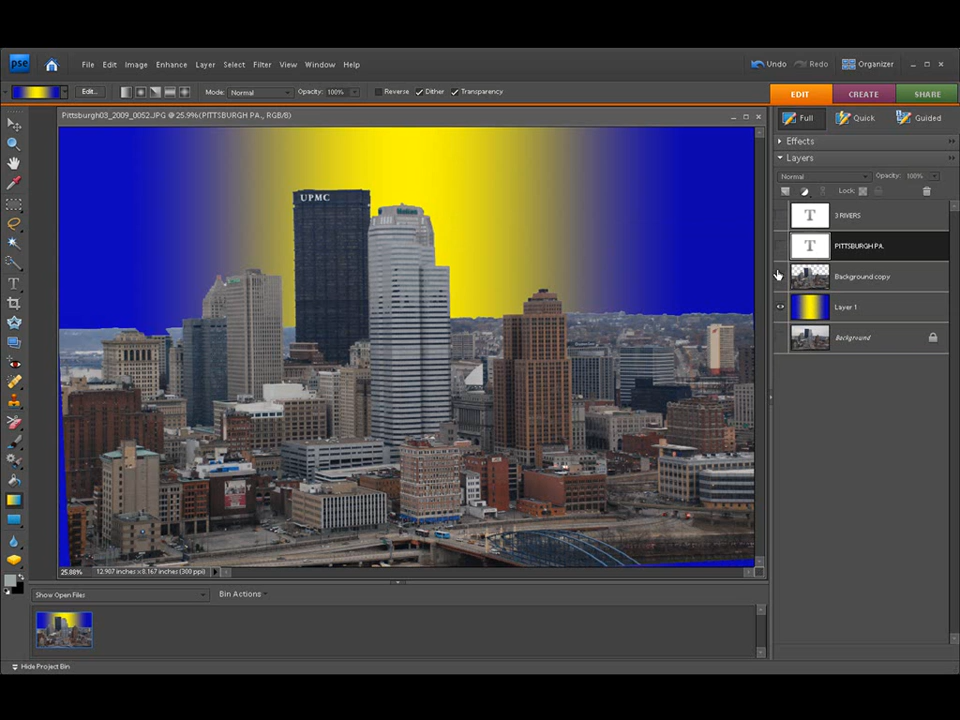 pse File Edit Image Enhance Layer Select Filter View Window Help Undo Redo Organizer
Edit... Mode: Normal Opacity: 100% Reverse Dither Transparency EDIT CREATE SHARE
Pittsburgh03_2009_0052.JPG @ 25.9% (PITTSBURGH PA., RGB/8) Full Quick Guided
Effects
Layers
Normal Opacity: 100%
Lock:
UPMC
T 3 RIVERS
T PITTSBURGH PA.
Background copy
Layer 1
Background
25.88% 12.907 inches x 8.167 inches (300 ppi)
Show Open Files Bin Actions
Hide Project Bin